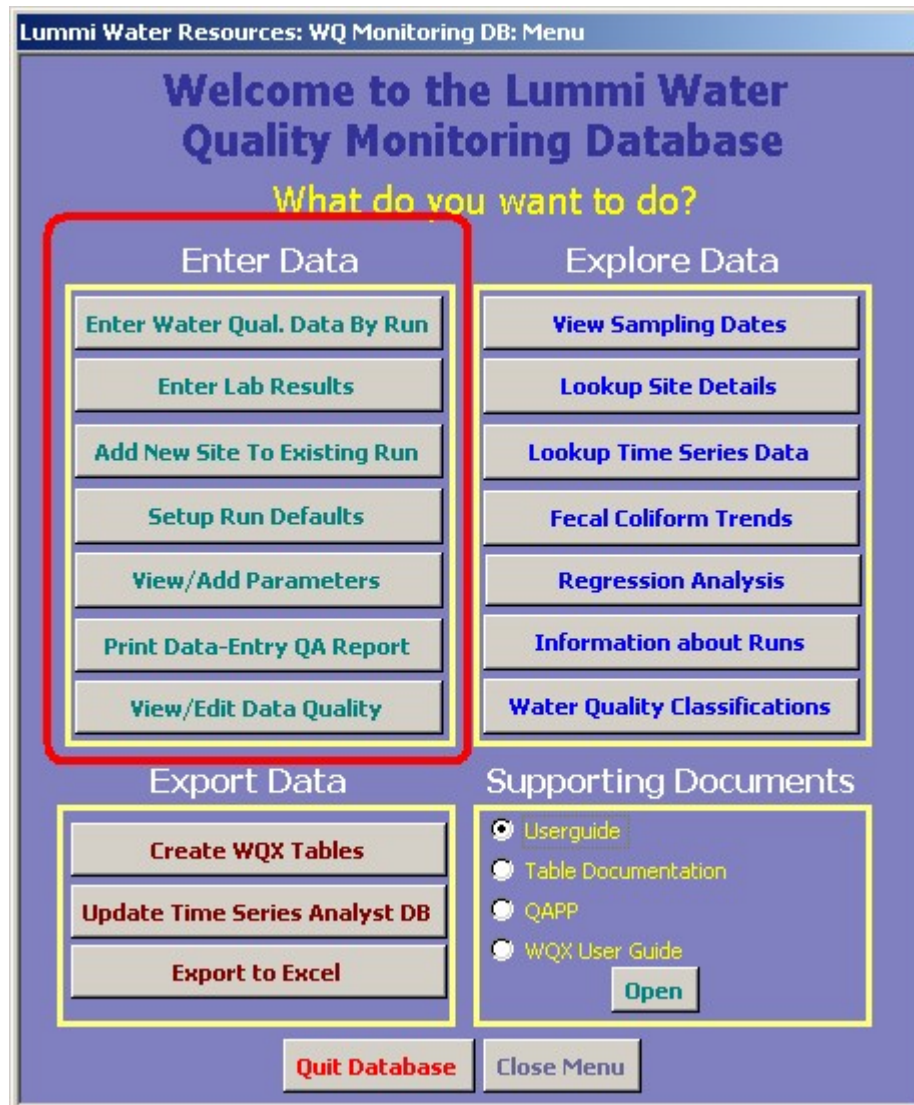 Lummi Water Resources: WQ Monitoring DB: Menu
Welcome to the Lummi Water
Quality Monitoring Database
What do you want to do?
Enter Data
Enter Water Qual. Data By Run
Enter Lab Results
Add New Site To Existing Run
Setup Run Defaults
View/Add Parameters
Print Data-Entry QA Report
View/Edit Data Quality
Explore Data
View Sampling Dates
Lookup Site Details
Lookup Time Series Data
Fecal Coliform Trends
Regression Analysis
Information about Runs
Water Quality Classifications
Export Data
Create WQX Tables
Update Time Series Analyst DB
Export to Excel
Supporting Documents
Userguide
Table Documentation
QAPP
WQX User Guide
Open
Quit Database
Close Menu